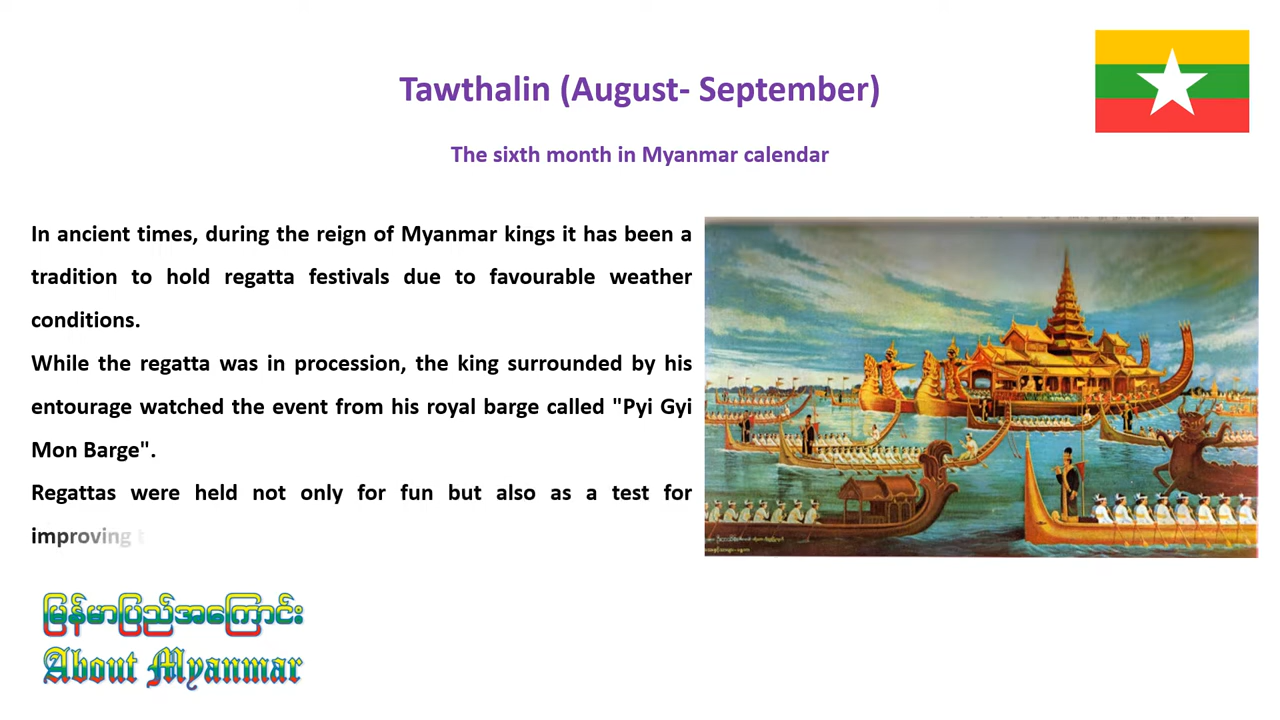 Tawthalin (August- September)
The sixth month in Myanmar calendar
In ancient times, during the reign of Myanmar kings it has been a
tradition to hold regatta festivals due to favourable weather
conditions.
While the regatta was in procession, the king surrounded by his
entourage watched the event from his royal barge called "Pyi Gyi
Mon Barge".
Regattas were held not only for fun but also as a test for
improving
မြန်မာပြည်အကြောင်း
About Myanmar